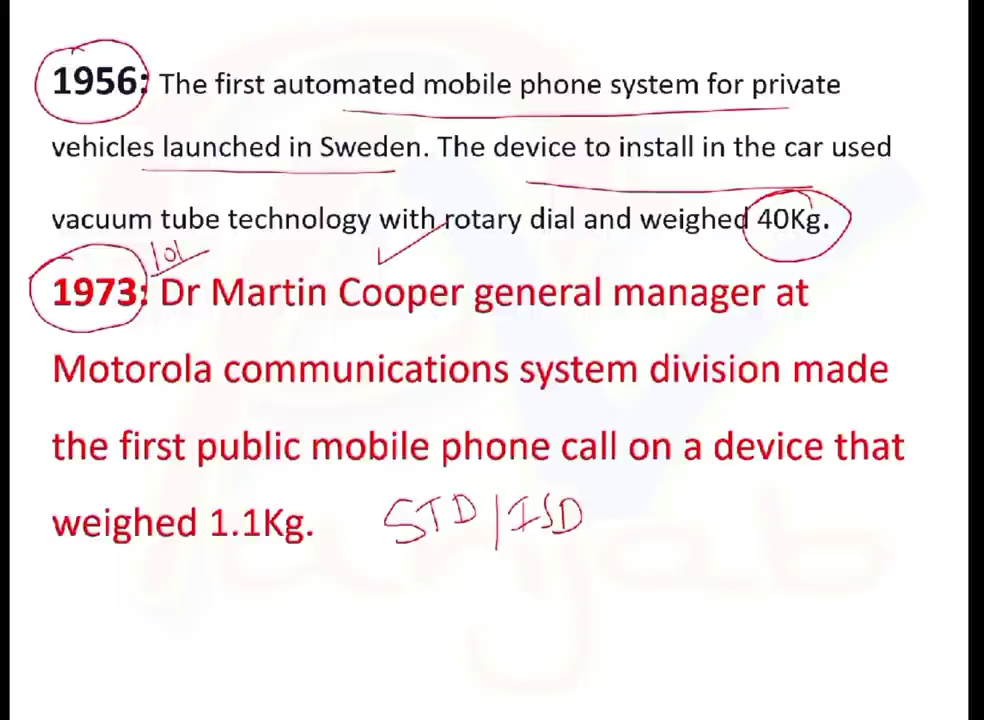 1956: The first automated mobile phone system for private
vehicles launched in Sweden. The device to install in the car used
vacuum tube technology with rotary dial and weighed 40Kg.
101
1973: Dr Martin Cooper general manager at
Motorola communications system division made
the first public mobile phone call on a device that
weighed 1.1Kg. STD/ISD
Punjab